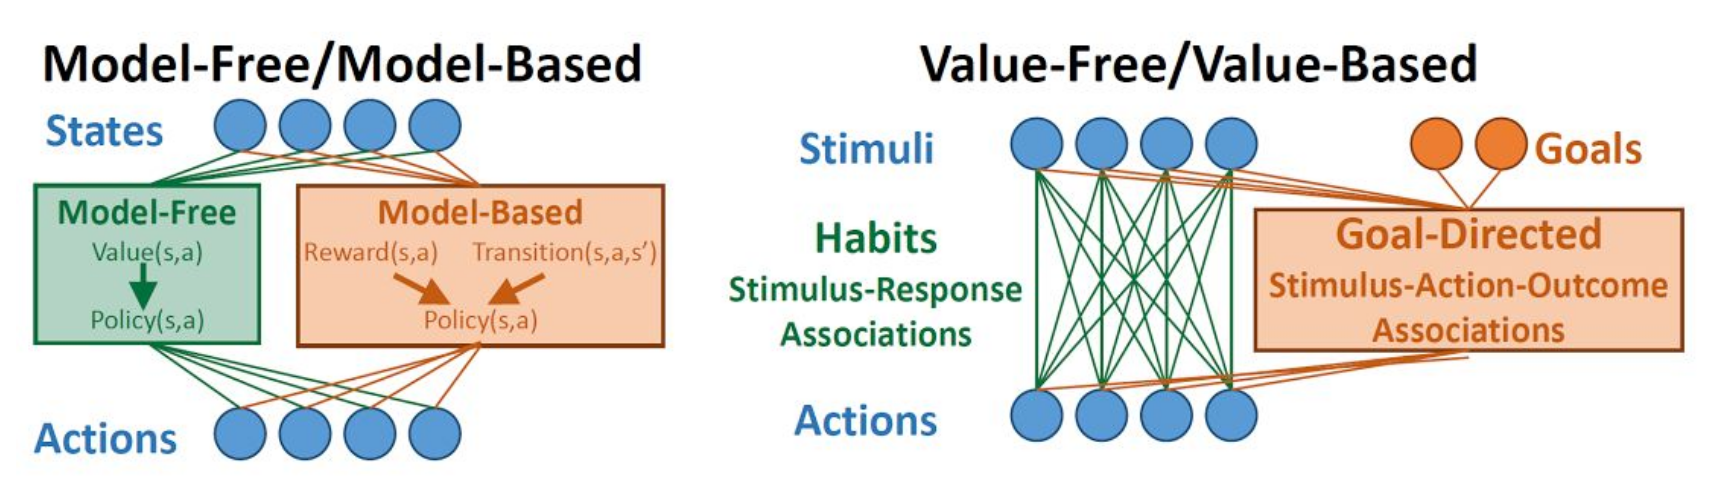 Model-Free/Model-Based
States
Model-Free
Value(s,a)
Policy(s,a)
Model-Based
Reward(s,a) Transition(s,a,s’)
Policy(s,a)
Actions
Value-Free/Value-Based
Stimuli
Goals
Habits
Stimulus-Response
Associations
Goal-Directed
Stimulus-Action-Outcome
Associations
Actions